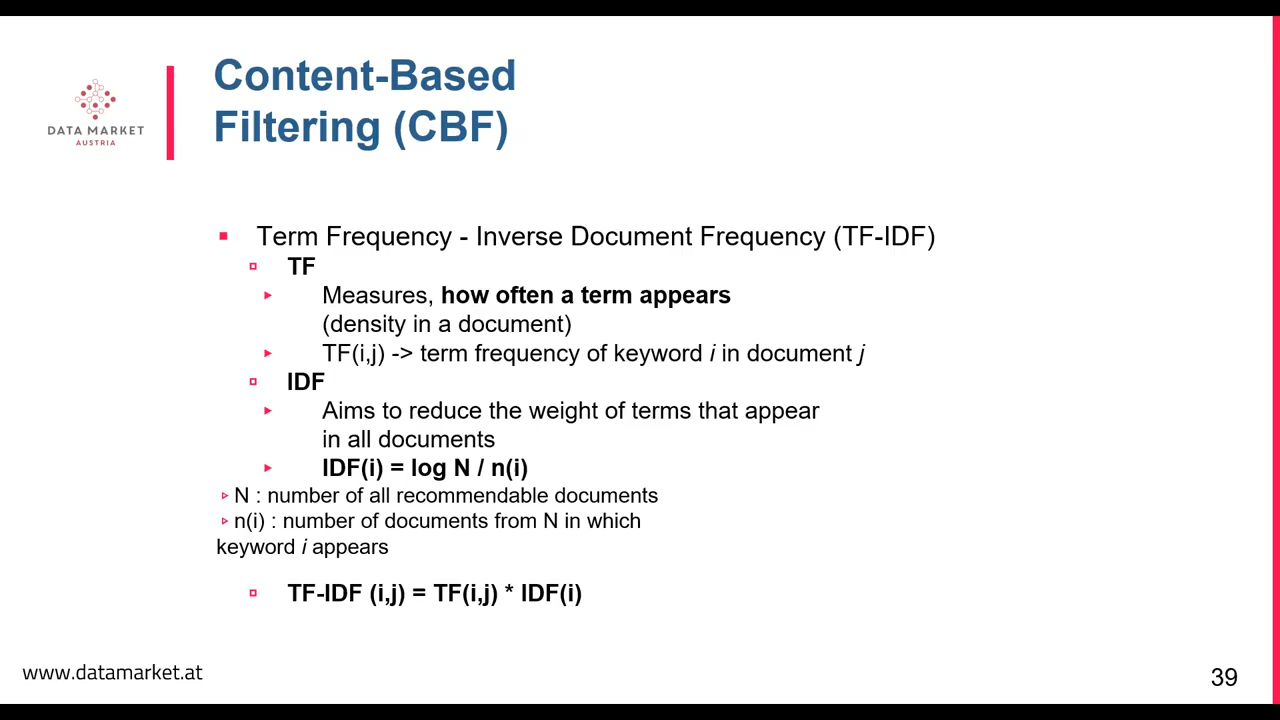 DATA MARKET
AUSTRIA
Content-Based
Filtering (CBF)
▪ Term Frequency - Inverse Document Frequency (TF-IDF)
▫ TF
▸ Measures, how often a term appears
(density in a document)
▸ TF(i,j) -> term frequency of keyword i in document j
▫ IDF
▸ Aims to reduce the weight of terms that appear
in all documents
▸ IDF(i) = log N / n(i)
▹ N : number of all recommendable documents
▹ n(i) : number of documents from N in which
keyword i appears
▫ TF-IDF (i,j) = TF(i,j) * IDF(i)
www.datamarket.at
39